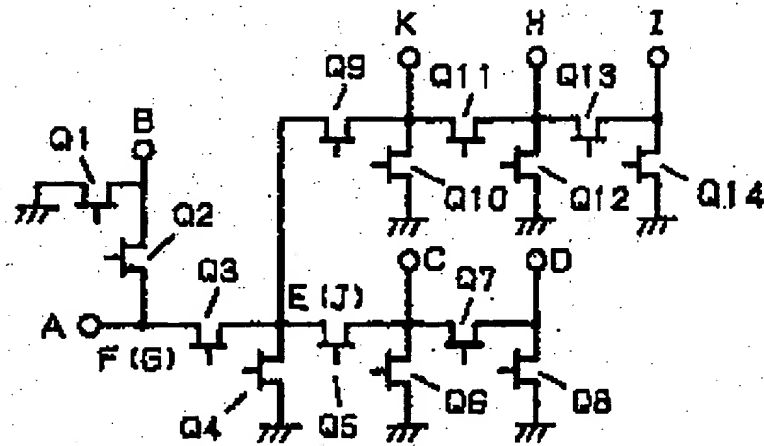 K H I
Q9 Q11 Q13
B
Q1
Q10 Q12 Q14
Q2
Q3 C Q7 D
E (J)
A
F (G)
Q4 Q5 Q6 Q8